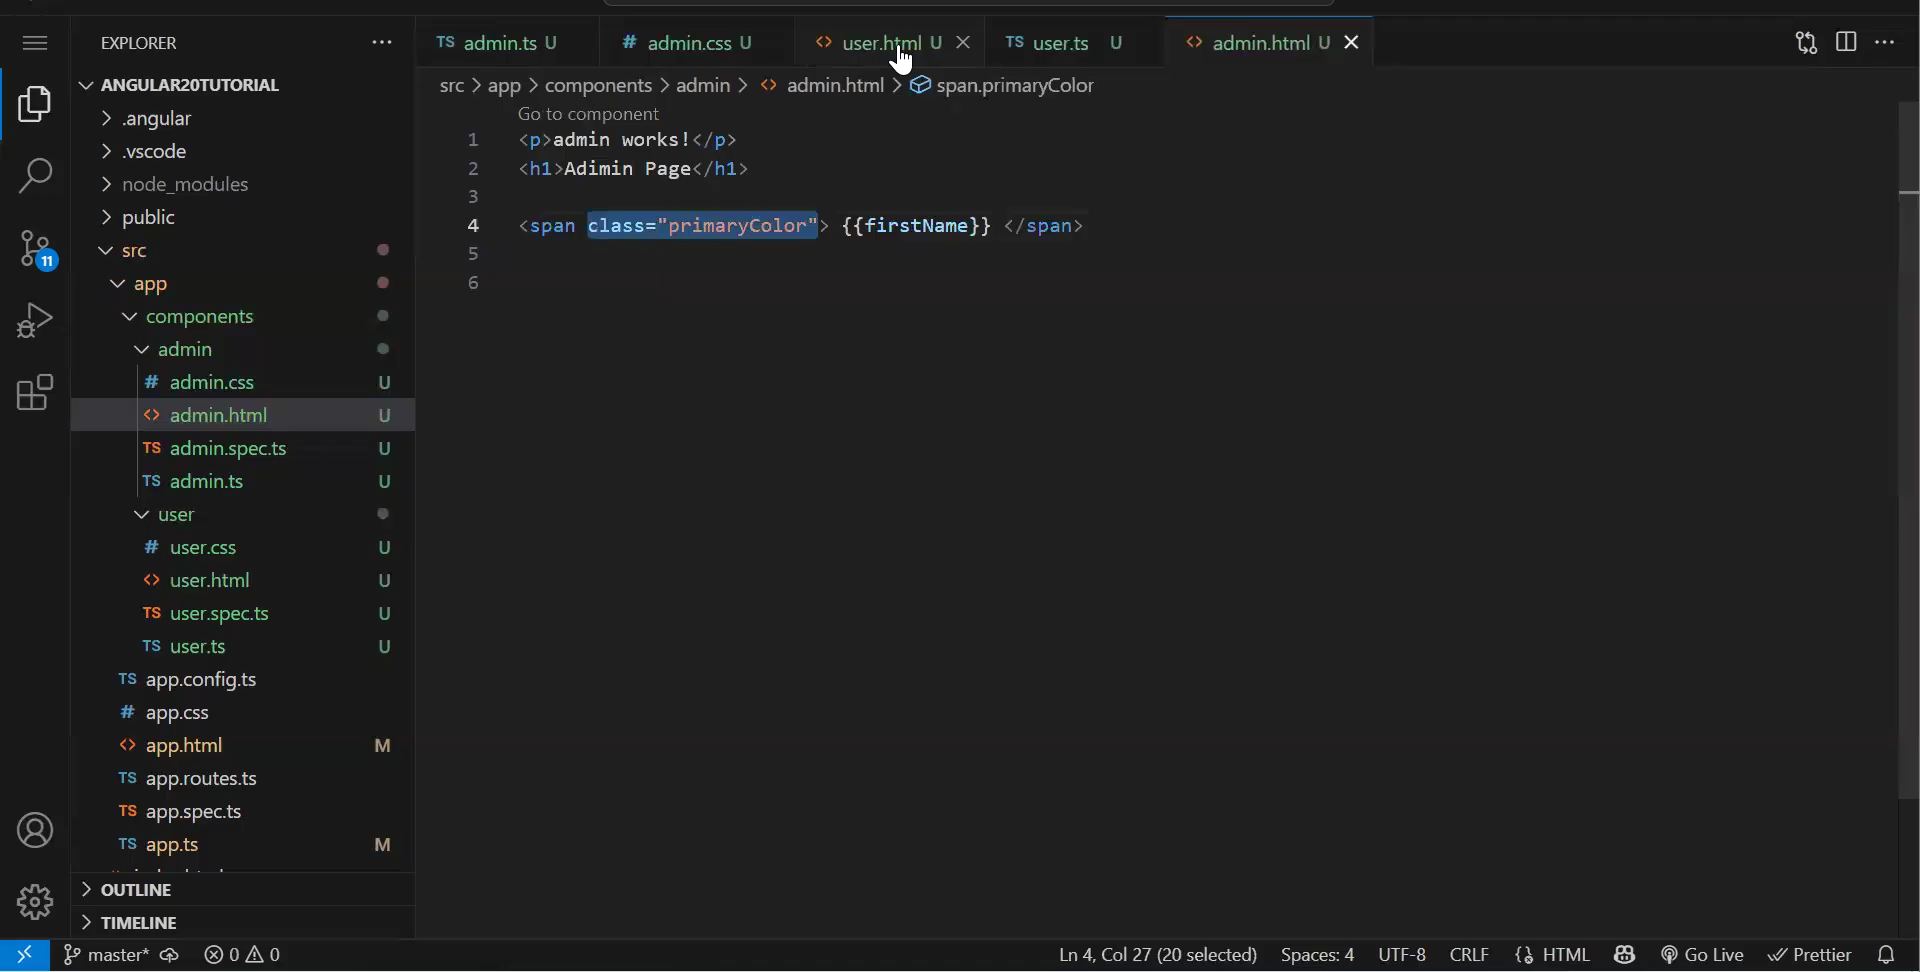 EXPLORER
ANGULAR20TUTORIAL
.angular
.vscode
node_modules
public
src
app
components
admin
# admin.css U
<> admin.html U
TS admin.spec.ts U
TS admin.ts U
user
# user.css U
<> user.html U
TS user.spec.ts U
TS user.ts U
TS app.config.ts
# app.css
<> app.html M
TS app.routes.ts
TS app.spec.ts
TS app.ts M
OUTLINE
TIMELINE
11
TS admin.ts U # admin.css U <> user.html U TS user.ts U <> admin.html U
src > app > components > admin > <> admin.html > span.primaryColor
Go to component
1 <p>admin works!</p>
2 <h1>Adimin Page</h1>
3
4 <span class="primaryColor"> {{firstName}} </span>
5
6
master* 0 0 Ln 4, Col 27 (20 selected) Spaces: 4 UTF-8 CRLF HTML Go Live Prettier